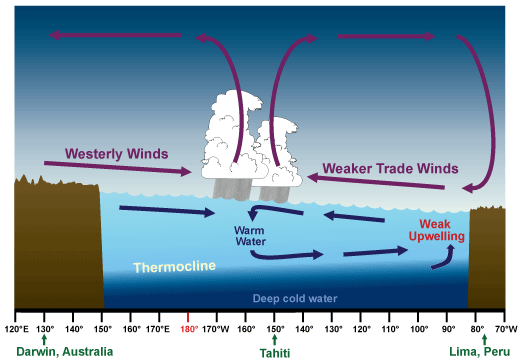 Westerly Winds
Weaker Trade Winds
Warm
Water
Weak
Upwelling
Thermocline
Deep cold water
120°E 130° 150° 160° 170°E 180° 170°W 160° 150° 140° 130° 120° 110° 100° 90° 80° 70°W
Darwin, Australia
Tahiti
Lima, Peru